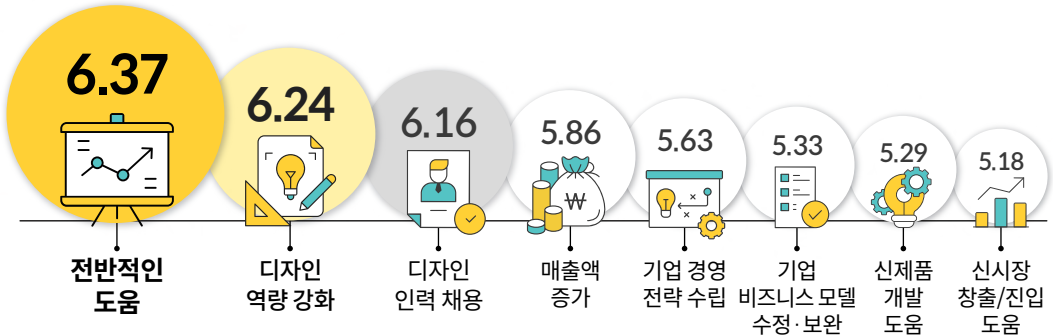 6.37
6.24
6.16
5.86
5.63
5.33
5.29
5.18
₩
전반적인
도움
디자인
역량 강화
디자인
인력 채용
매출액
증가
기업 경영
전략 수립
기업
비즈니스 모델
수정·보완
신제품
개발
도움
신시장
창출/진입
도움